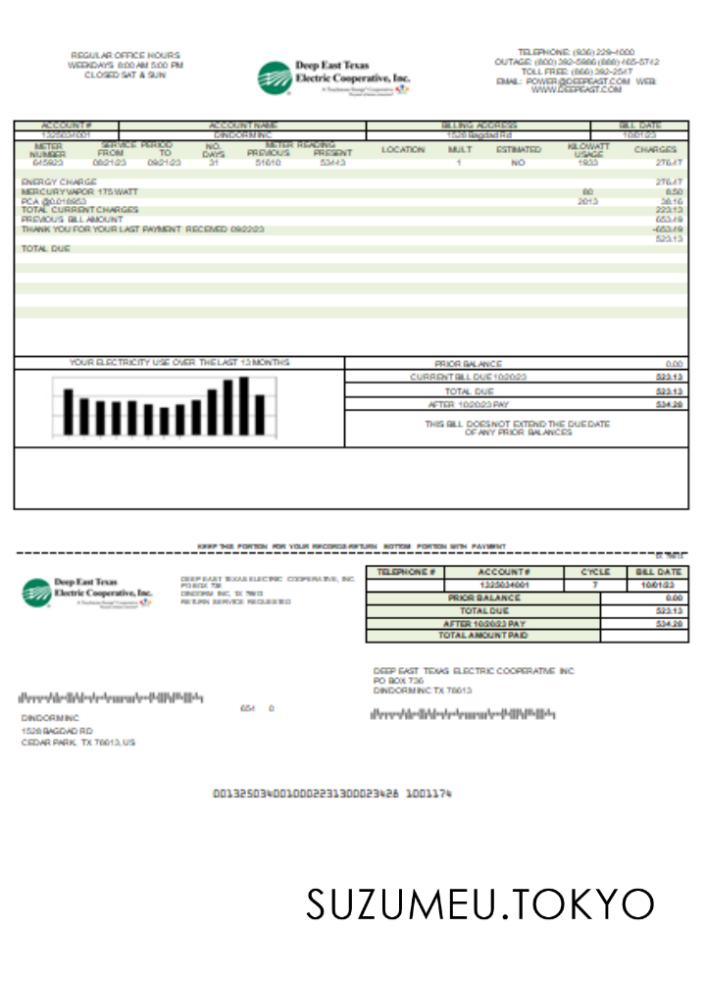 REGULAR OFFICE HOURS
WEEKDAYS 8:00 AM 5:00 PM
CLOSED SAT & SUN
Deep East Texas
Electric Cooperative, Inc.
TELEPHONE: (936) 229-4000
OUTAGE: (800) 392-5986 (888) 465-5742
TOLL FREE: (866) 392-2547
EMAIL: POWER@DEEPEAST.COM WEB:
WWW.DEEPEAST.COM
ACCOUNT # ACCOUNT NAME BILLING ADDRESS BILL DATE
1325034001 DINDORM INC 1528 Bagdad Rd 10/01/23
METER NUMBER SERVICE PERIOD FROM TO NO. DAYS METER READING PREVIOUS PRESENT LOCATION MULT ESTIMATED KILOWATT USAGE CHARGES
645923 08/21/23 09/21/23 31 51610 53443 1 NO 1933 276.47
ENERGY CHARGE 276.47
MERCURY VAPOR 175 WATT 80 8.50
PCA @0.018953 2013 38.16
TOTAL CURRENT CHARGES 223.13
PREVIOUS BILL AMOUNT 653.49
THANK YOU FOR YOUR LAST PAYMENT RECEIVED 09/22/23 -653.49
523.13
TOTAL DUE
YOUR ELECTRICITY USE OVER THE LAST 13 MONTHS
PRIOR BALANCE 0.00
CURRENT BILL DUE 10/20/23 523.13
TOTAL DUE 523.13
AFTER 10/20/23 PAY 534.28
THIS BILL DOES NOT EXTEND THE DUE DATE
OF ANY PRIOR BALANCES
KEEP THIS PORTION FOR YOUR RECORDS-RETURN BOTTOM PORTION WITH PAYMENT
TX 78613
Deep East Texas
Electric Cooperative, Inc.
DEEP EAST TEXAS ELECTRIC COOPERATIVE, INC
PO BOX 736
DINDORM INC, TX 78613
RETURN SERVICE REQUESTED
TELEPHONE # ACCOUNT # CYCLE BILL DATE
1325034001 7 10/01/23
PRIOR BALANCE 0.00
TOTAL DUE 523.13
AFTER 10/20/23 PAY 534.28
TOTAL AMOUNT PAID
DEEP EAST TEXAS ELECTRIC COOPERATIVE INC
PO BOX 736
DINDORM INC TX 78613
654 0
DINDORM INC
1528 BAGDAD RD
CEDAR PARK, TX 78613, US
0013250340010002231300023428 1001174
SUZUMEU.TOKYO